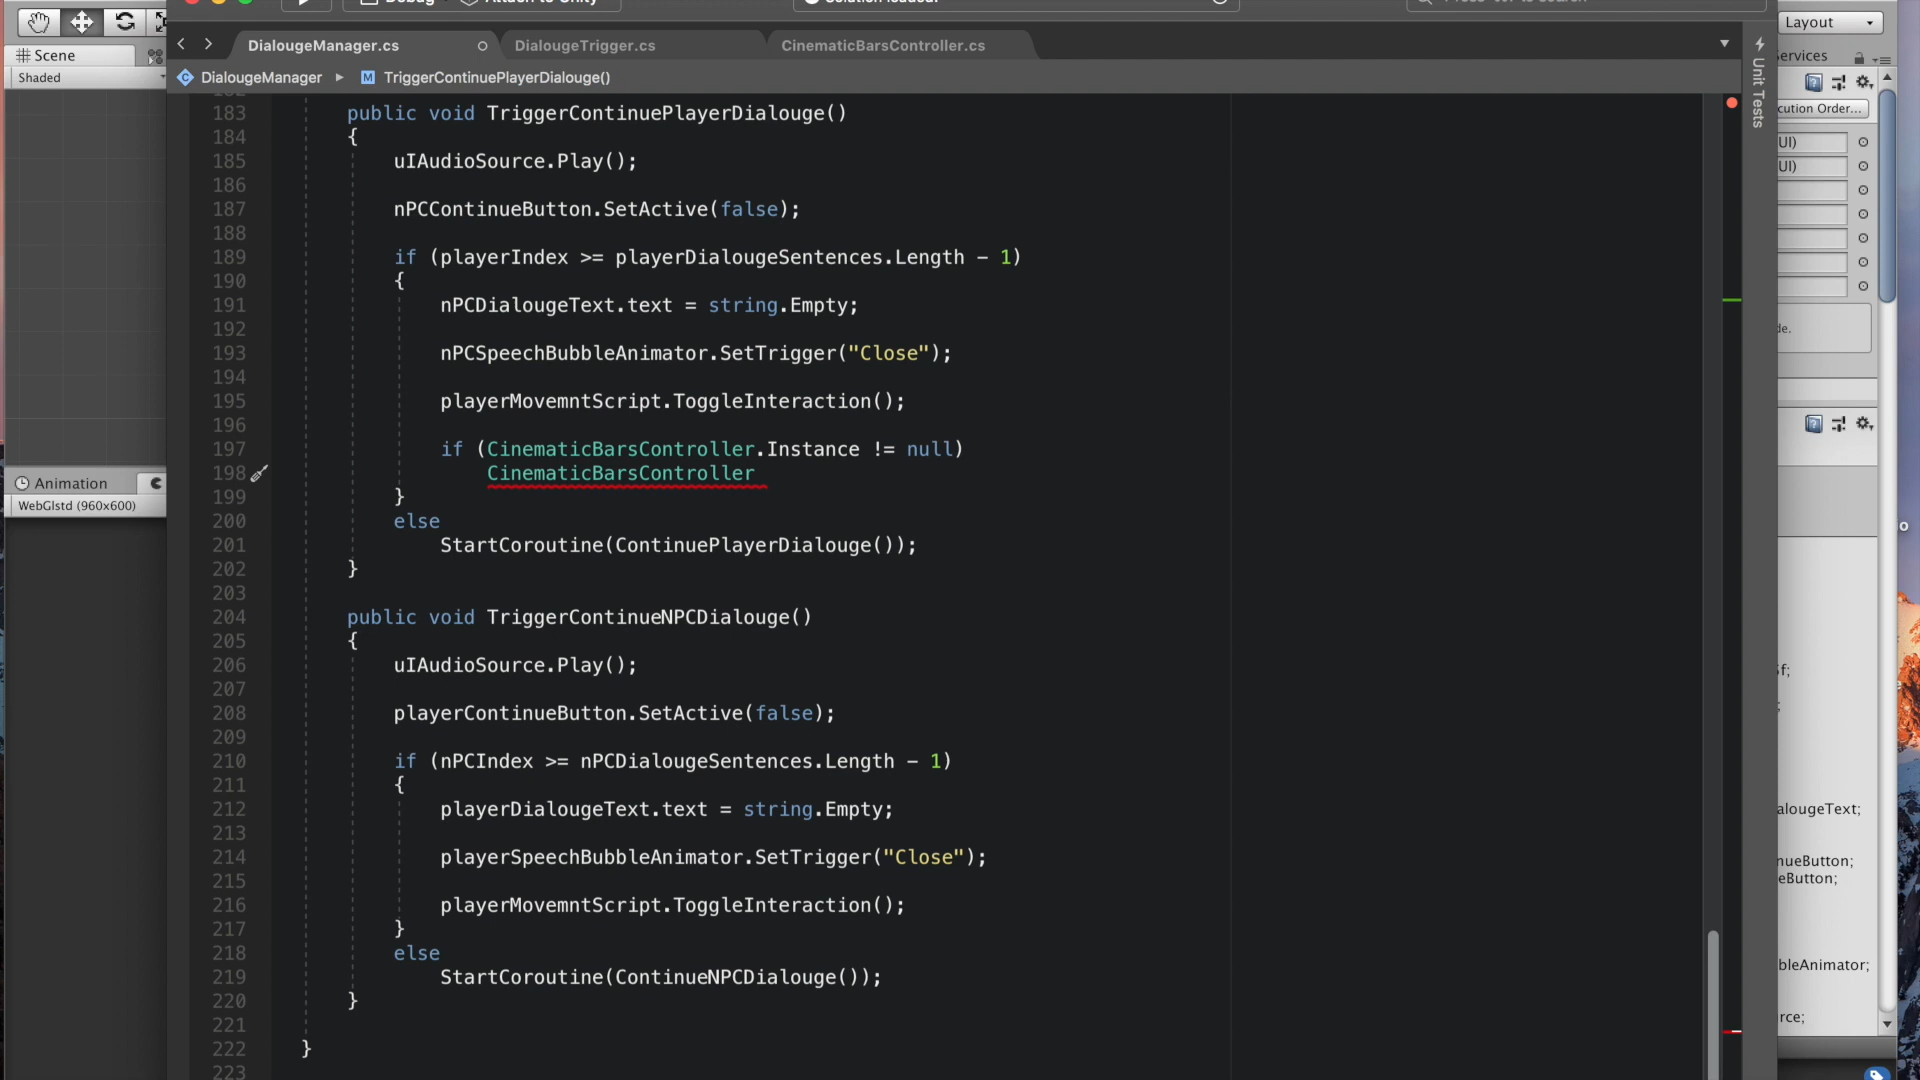 Layout
Scene
DialougeManager.cs
DialougeTrigger.cs
CinematicBarsController.cs
Services
Shaded
DialougeManager
TriggerContinuePlayerDialouge()
Unit Tests
cution Order...
183 public void TriggerContinuePlayerDialouge()
184 {
185 uIAudioSource.Play();
UI)
UI)
186
187 nPCContinueButton.SetActive(false);
188
189 if (playerIndex >= playerDialougeSentences.Length - 1)
190 {
191 nPCDialougeText.text = string.Empty;
192
de.
193 nPCSpeechBubbleAnimator.SetTrigger("Close");
194
195 playerMovemntScript.ToggleInteraction();
196
197 if (CinematicBarsController.Instance != null)
198 CinematicBarsController
Animation
WebGlstd (960x600)
199 }
200 else
201 StartCoroutine(ContinuePlayerDialouge());
202 }
203
204 public void TriggerContinueNPCDialouge()
205 {
206 uIAudioSource.Play();
207
208 playerContinueButton.SetActive(false);
209
210 if (nPCIndex >= nPCDialougeSentences.Length - 1)
211 {
212 playerDialougeText.text = string.Empty;
alougeText;
213
214 playerSpeechBubbleAnimator.SetTrigger("Close");
nueButton;
eButton;
215
216 playerMovemntScript.ToggleInteraction();
217 }
218 else
219 StartCoroutine(ContinueNPCDialouge());
bleAnimator;
220 }
221
rce;
222 }
223